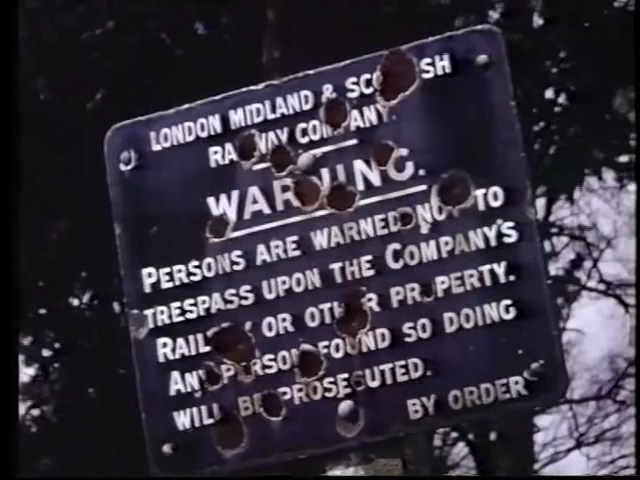 LONDON MIDLAND & SCOTTISH
RAILWAY COMPANY.
WARNING.
PERSONS ARE WARNED NOT TO
TRESPASS UPON THE COMPANY'S
RAILWAY OR OTHER PROPERTY.
ANY PERSON FOUND SO DOING
WILL BE PROSECUTED.
BY ORDER